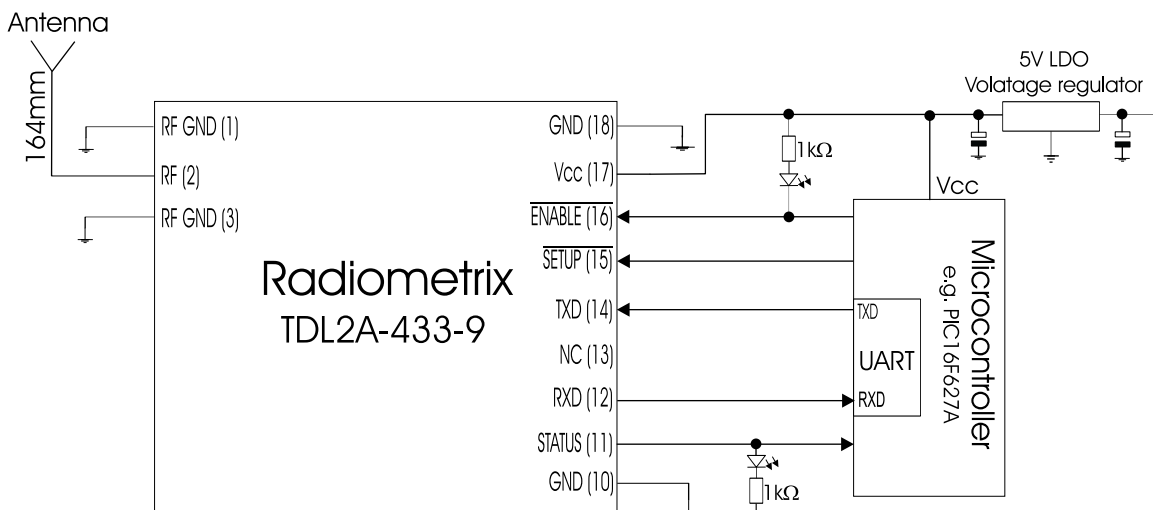 Antenna
164mm
RF GND (1)
RF (2)
RF GND (3)
Radiometrix
TDL2A-433-9
GND (18)
Vcc (17)
ENABLE (16)
SETUP (15)
TXD (14)
NC (13)
RXD (12)
STATUS (11)
GND (10)
1kΩ
1kΩ
5V LDO
Volatage regulator
Vcc
TXD
UART
RXD
Microcontroller
e.g. PIC16F627A